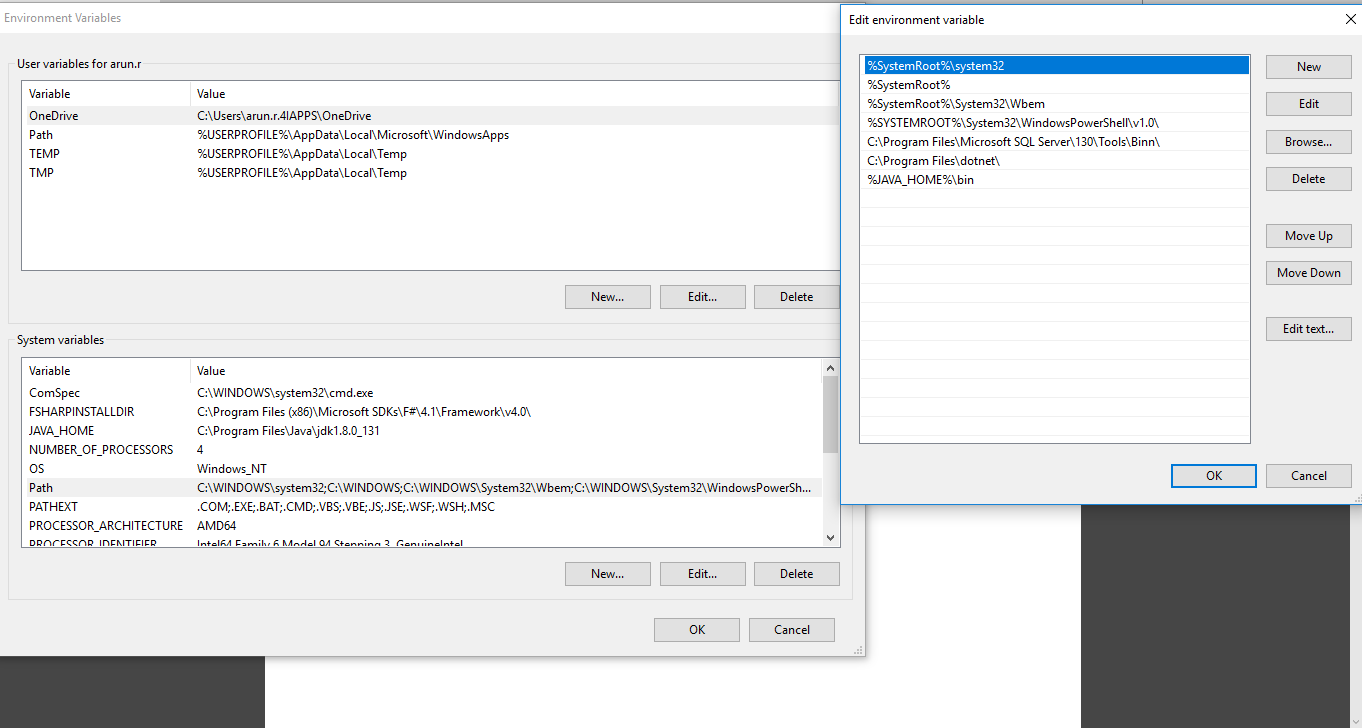 Environment Variables
User variables for arun.r
Variable Value
OneDrive C:\Users\arun.r.4IAPPS\OneDrive
Path %USERPROFILE%\AppData\Local\Microsoft\WindowsApps
TEMP %USERPROFILE%\AppData\Local\Temp
TMP %USERPROFILE%\AppData\Local\Temp
New... Edit... Delete
System variables
Variable Value
ComSpec C:\WINDOWS\system32\cmd.exe
FSHARPINSTALLDIR C:\Program Files (x86)\Microsoft SDKs\F#\4.1\Framework\v4.0\
JAVA_HOME C:\Program Files\Java\jdk1.8.0_131
NUMBER_OF_PROCESSORS 4
OS Windows_NT
Path C:\WINDOWS\system32;C:\WINDOWS;C:\WINDOWS\System32\Wbem;C:\WINDOWS\System32\WindowsPowerSh...
PATHEXT .COM;.EXE;.BAT;.CMD;.VBS;.VBE;.JS;.JSE;.WSF;.WSH;.MSC
PROCESSOR_ARCHITECTURE AMD64
PROCESSOR_IDENTIFIER Intel64 Family 6 Model 94 Stepping 3, GenuineIntel
New... Edit... Delete
OK Cancel
Edit environment variable
%SystemRoot%\system32
%SystemRoot%
%SystemRoot%\System32\Wbem
%SYSTEMROOT%\System32\WindowsPowerShell\v1.0\
C:\Program Files\Microsoft SQL Server\130\Tools\Binn\
C:\Program Files\dotnet\
%JAVA_HOME%\bin
New
Edit
Browse...
Delete
Move Up
Move Down
Edit text...
OK Cancel